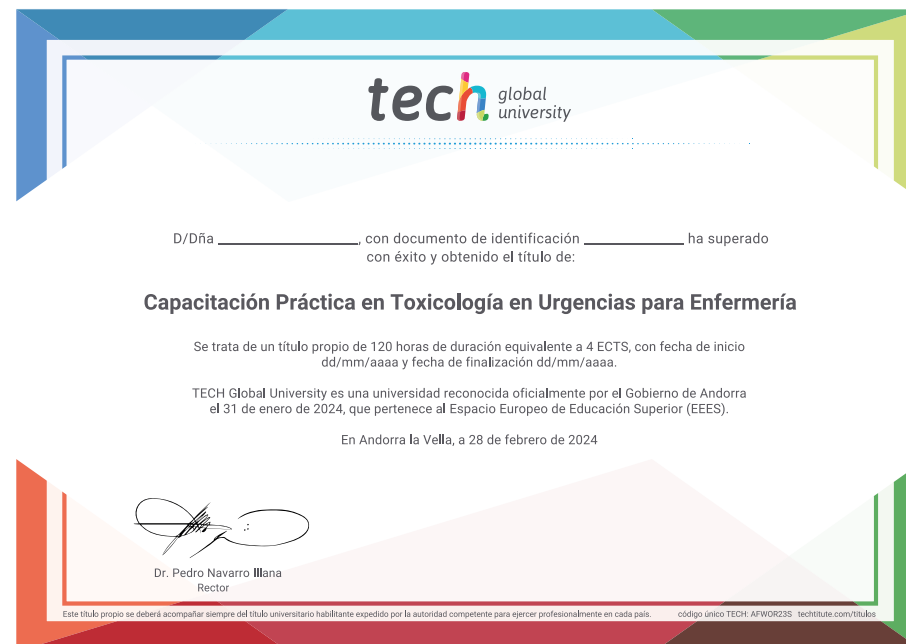 tech global university
D/Dña ____________________, con documento de identificación ______________ ha superado
con éxito y obtenido el título de:
Capacitación Práctica en Toxicología en Urgencias para Enfermería
Se trata de un título propio de 120 horas de duración equivalente a 4 ECTS, con fecha de inicio
dd/mm/aaaa y fecha de finalización dd/mm/aaaa.
TECH Global University es una universidad reconocida oficialmente por el Gobierno de Andorra
el 31 de enero de 2024, que pertenece al Espacio Europeo de Educación Superior (EEES).
En Andorra la Vella, a 28 de febrero de 2024
Dr. Pedro Navarro Illana
Rector
Este título propio se deberá acompañar siempre del título universitario habilitante expedido por la autoridad competente para ejercer profesionalmente en cada país. código único TECH: AFWOR23S techtitute.com/titulos